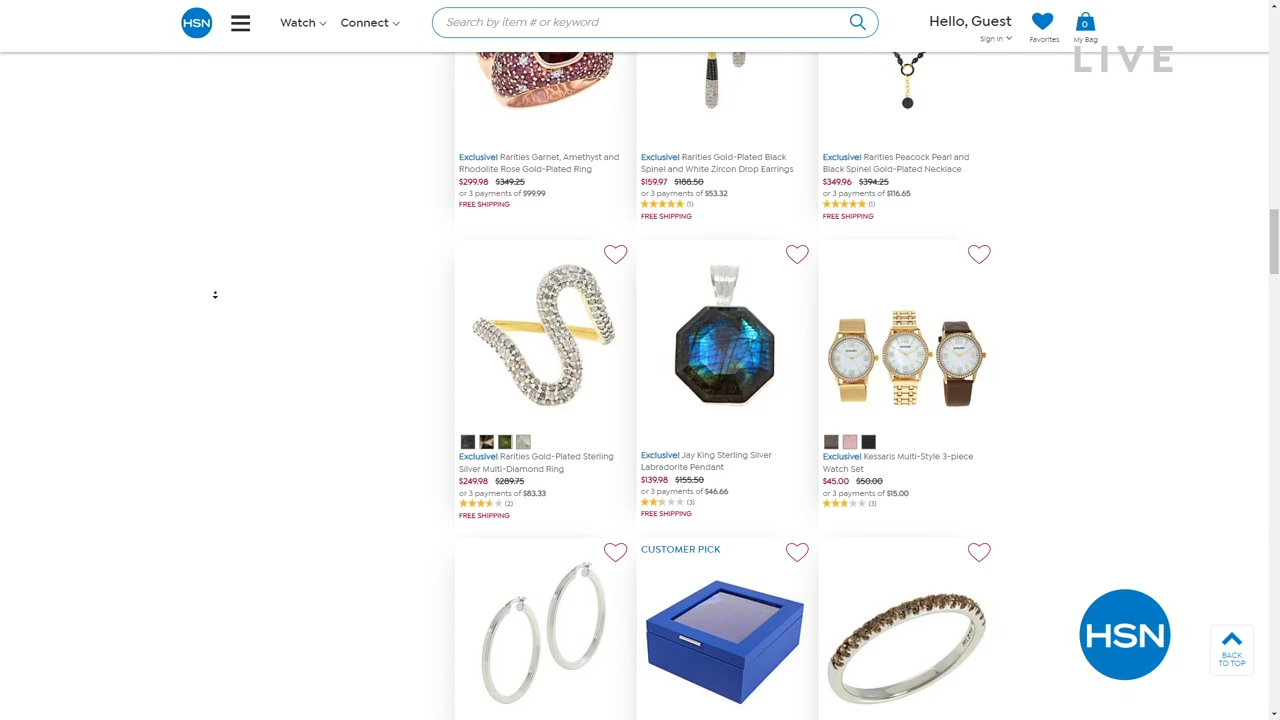 HSN
Watch
Connect
Search by item # or keyword
Hello, Guest
Sign In
Favorites
0
My Bag
LIVE
Exclusive! Rarities Garnet, Amethyst and
Rhodolite Rose Gold-Plated Ring
$299.98 $349.25
or 3 payments of $99.99
FREE SHIPPING
Exclusive! Rarities Gold-Plated Black
Spinel and White Zircon Drop Earrings
$159.97 $188.50
or 3 payments of $53.32
(1)
FREE SHIPPING
Exclusive! Rarities Peacock Pearl and
Black Spinel Gold-Plated Necklace
$349.96 $394.25
or 3 payments of $116.65
(1)
FREE SHIPPING
Exclusive! Rarities Gold-Plated Sterling
Silver Multi-Diamond Ring
$249.98 $289.75
or 3 payments of $83.33
(2)
FREE SHIPPING
Exclusive! Jay King Sterling Silver
Labradorite Pendant
$139.98 $155.50
or 3 payments of $46.66
(3)
FREE SHIPPING
Exclusive! Kessaris Multi-Style 3-piece
Watch Set
$45.00 $50.00
or 3 payments of $15.00
(3)
CUSTOMER PICK
HSN
BACK
TO TOP